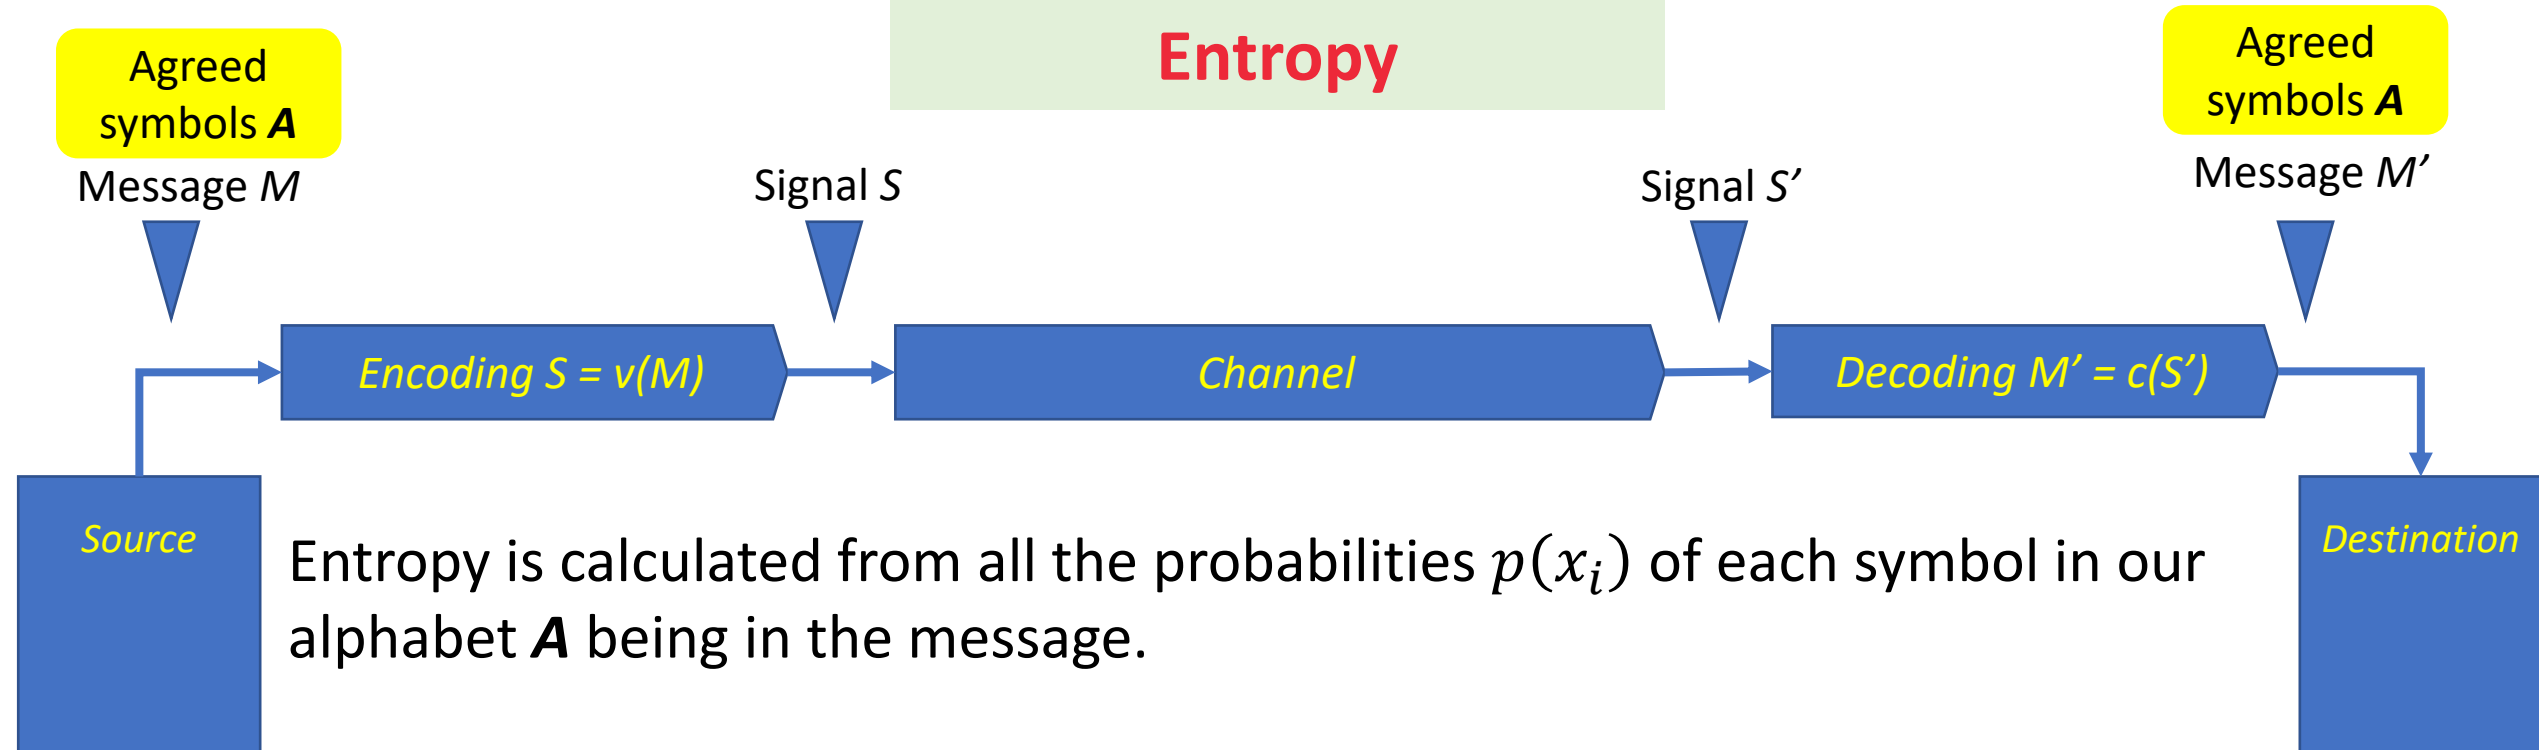 Entropy
Agreed
symbols A
Agreed
symbols A
Message M
Signal S
Signal S’
Message M’
Encoding S = v(M)
Channel
Decoding M’ = c(S’)
Source
Destination
Entropy is calculated from all the probabilities p(xᵢ) of each symbol in our
alphabet A being in the message.